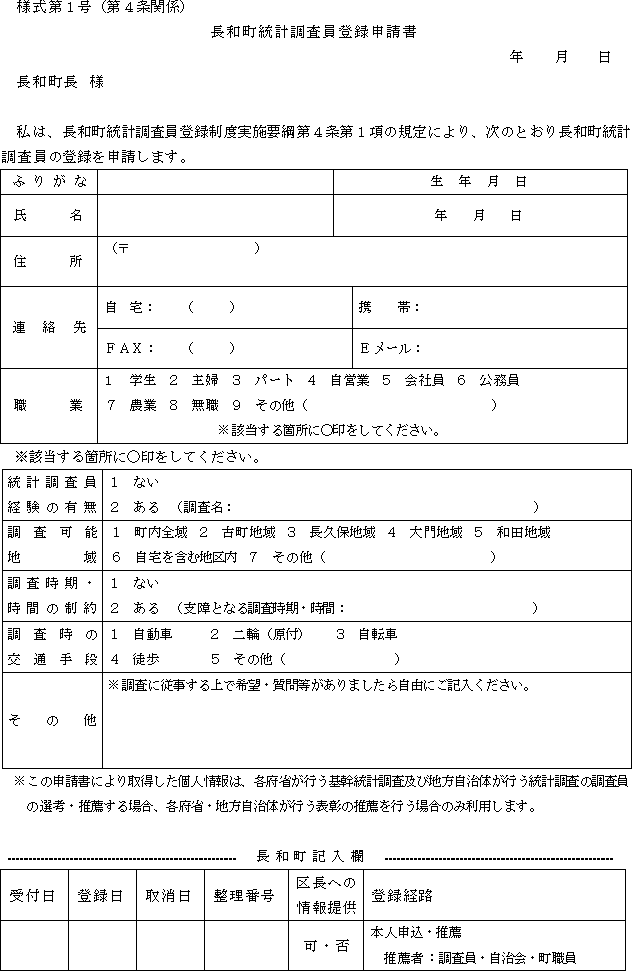 様式第１号（第４条関係）
長和町統計調査員登録申請書
年　　月　　日
長和町長　様
私は、長和町統計調査員登録制度実施要綱第４条第１項の規定により、次のとおり長和町統計
調査員の登録を申請します。
ふりがな　生　年　月　日
氏　名　年　月　日
住　所　（〒　　　）
連　絡　先　自　宅：　（　）　携　帯：
ＦＡＸ：　（　）　Ｅメール：
職　業　１　学生　２　主婦　３　パート　４　自営業　５　会社員　６　公務員
７　農業　８　無職　９　その他（　　　）
※該当する箇所に〇印をしてください。
※該当する箇所に〇印をしてください。
統計調査員　１　ない
経験の有無　２　ある　（調査名：　　　）
調査可能　１　町内全域　２　古町地域　３　長久保地域　４　大門地域　５　和田地域
地　域　６　自宅を含む地区内　７　その他（　　　）
調査時期・　１　ない
時間の制約　２　ある　（支障となる調査時期・時間：　　　）
調査時の　１　自動車　２　二輪（原付）　３　自転車
交通手段　４　徒歩　５　その他（　　　）
※調査に従事する上で希望・質問等がありましたら自由にご記入ください。
そ　の　他
※この申請書により取得した個人情報は、各府省が行う基幹統計調査及び地方自治体が行う統計調査の調査員
の選考・推薦する場合、各府省・地方自治体が行う表彰の推薦を行う場合のみ利用します。
長和町記入欄
受付日　登録日　取消日　整理番号　区長への　登録経路
情報提供
可・否　本人申込・推薦
推薦者：調査員・自治会・町職員